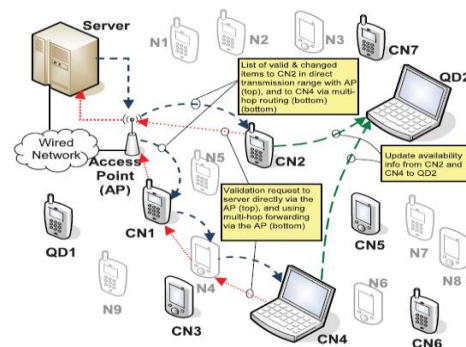 Server
N1
N2
N3
CN7
QD2
List of valid & changed
items to CN2 in direct
transmission range with AP
(top), and to CN4 via multi-
hop routing (bottom)
(bottom)
Wired
Network
Access
Point
(AP)
N5
CN2
Update availability
info from CN2 and
CN4 to QD2
CN1
Validation request to
server directly via the
AP (top), and using
multi-hop forwarding
via the AP (bottom)
QD1
CN5
N7
N8
N4
N9
CN3
CN4
N6
CN6